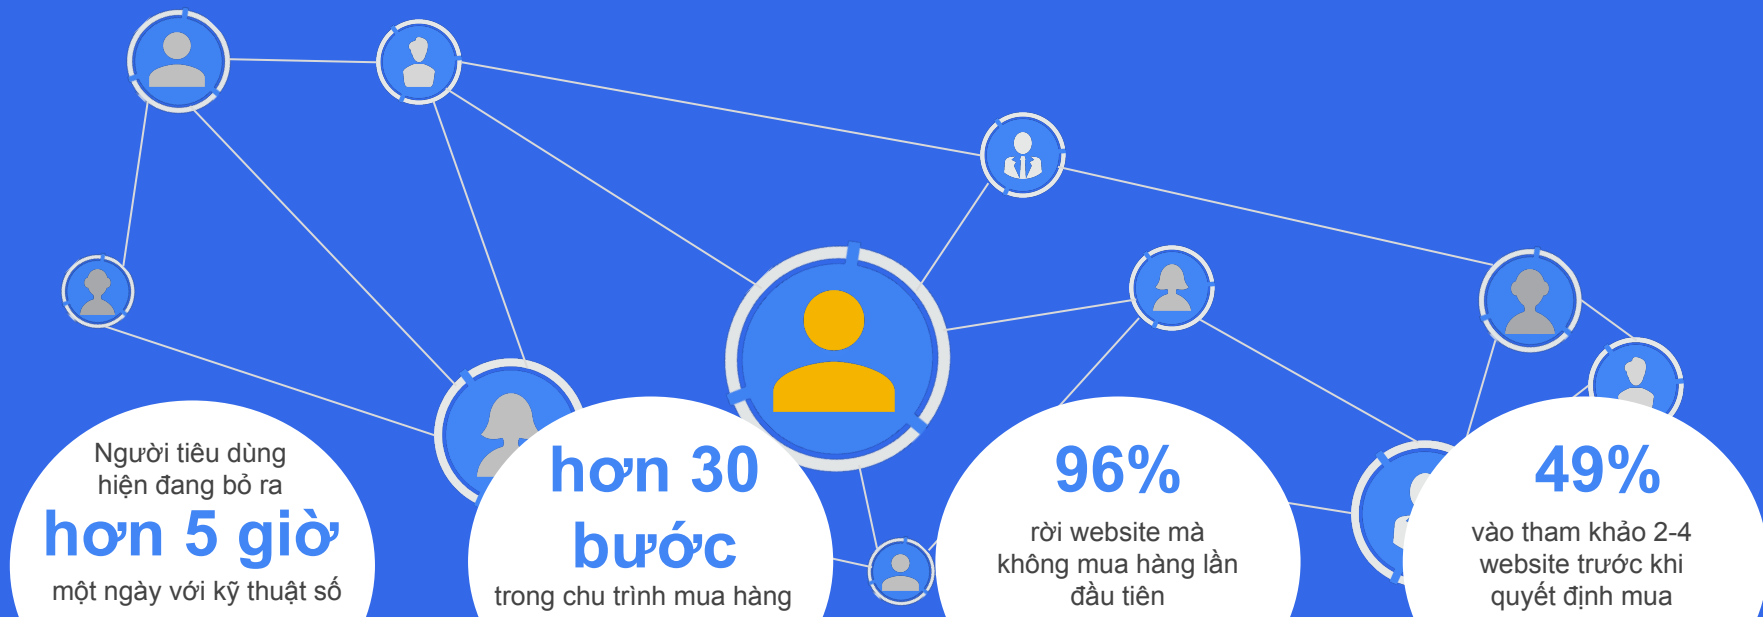 Người tiêu dùng
hiện đang bỏ ra
hơn 5 giờ
một ngày với kỹ thuật số
hơn 30
bước
trong chu trình mua hàng
96%
rời website mà
không mua hàng lần
đầu tiên
49%
vào tham khảo 2-4
website trước khi
quyết định mua